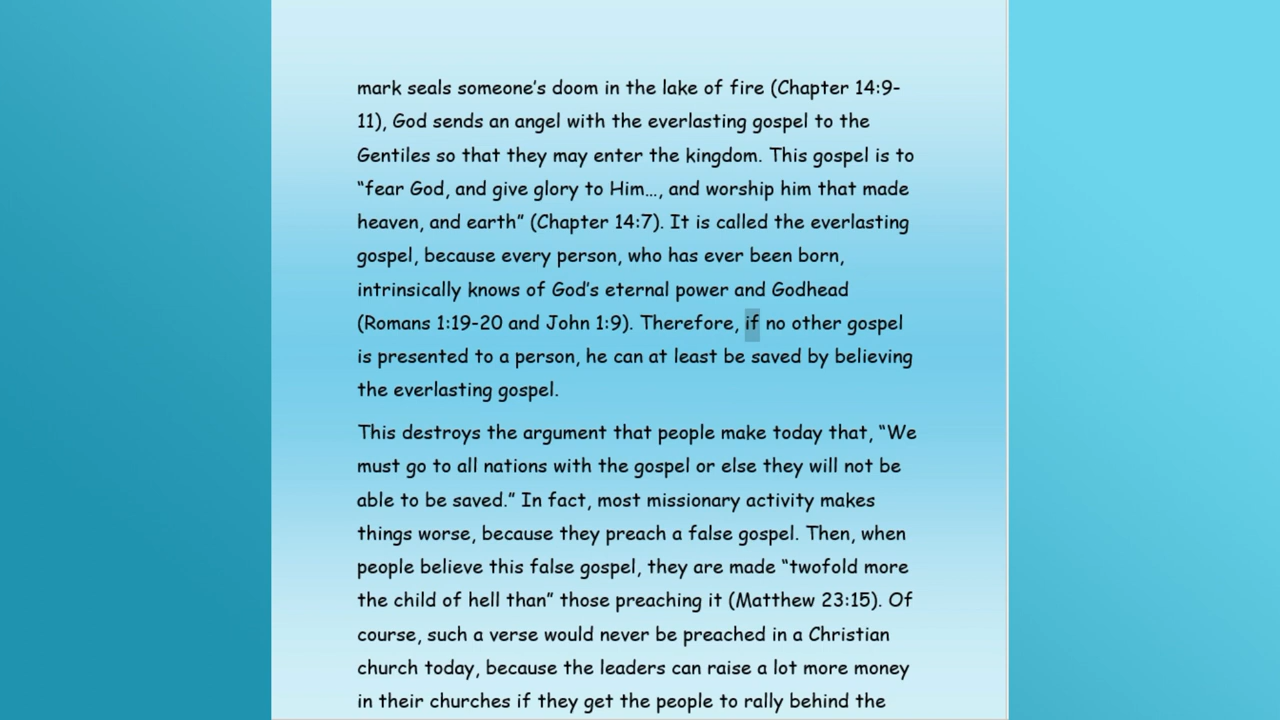 mark seals someone’s doom in the lake of fire (Chapter 14:9-
11), God sends an angel with the everlasting gospel to the
Gentiles so that they may enter the kingdom. This gospel is to
“fear God, and give glory to Him…, and worship him that made
heaven, and earth” (Chapter 14:7). It is called the everlasting
gospel, because every person, who has ever been born,
intrinsically knows of God’s eternal power and Godhead
(Romans 1:19-20 and John 1:9). Therefore, if no other gospel
is presented to a person, he can at least be saved by believing
the everlasting gospel.
This destroys the argument that people make today that, “We
must go to all nations with the gospel or else they will not be
able to be saved.” In fact, most missionary activity makes
things worse, because they preach a false gospel. Then, when
people believe this false gospel, they are made “twofold more
the child of hell than” those preaching it (Matthew 23:15). Of
course, such a verse would never be preached in a Christian
church today, because the leaders can raise a lot more money
in their churches if they get the people to rally behind the